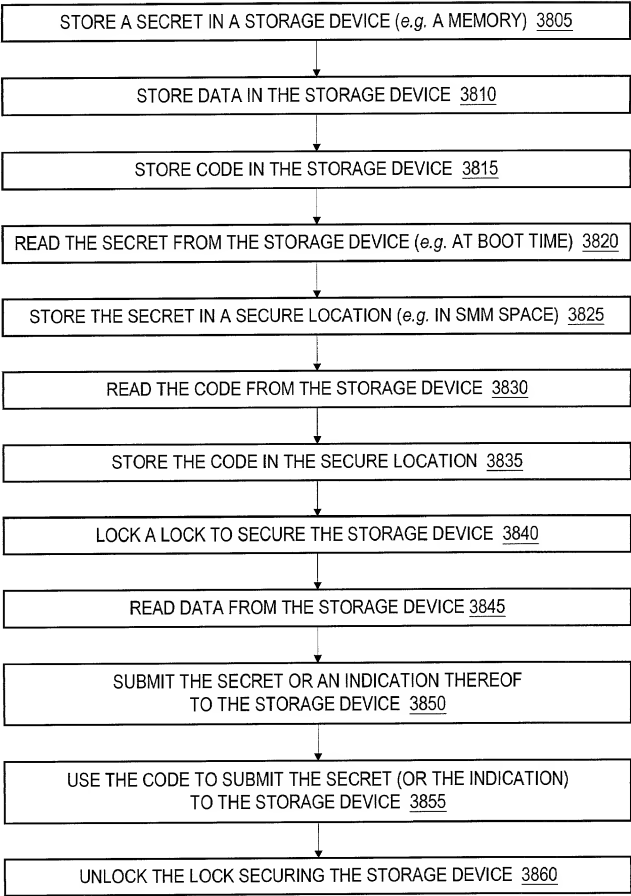 STORE A SECRET IN A STORAGE DEVICE (e.g. A MEMORY) 3805
STORE DATA IN THE STORAGE DEVICE 3810
STORE CODE IN THE STORAGE DEVICE 3815
READ THE SECRET FROM THE STORAGE DEVICE (e.g. AT BOOT TIME) 3820
STORE THE SECRET IN A SECURE LOCATION (e.g. IN SMM SPACE) 3825
READ THE CODE FROM THE STORAGE DEVICE 3830
STORE THE CODE IN THE SECURE LOCATION 3835
LOCK A LOCK TO SECURE THE STORAGE DEVICE 3840
READ DATA FROM THE STORAGE DEVICE 3845
SUBMIT THE SECRET OR AN INDICATION THEREOF
TO THE STORAGE DEVICE 3850
USE THE CODE TO SUBMIT THE SECRET (OR THE INDICATION)
TO THE STORAGE DEVICE 3855
UNLOCK THE LOCK SECURING THE STORAGE DEVICE 3860